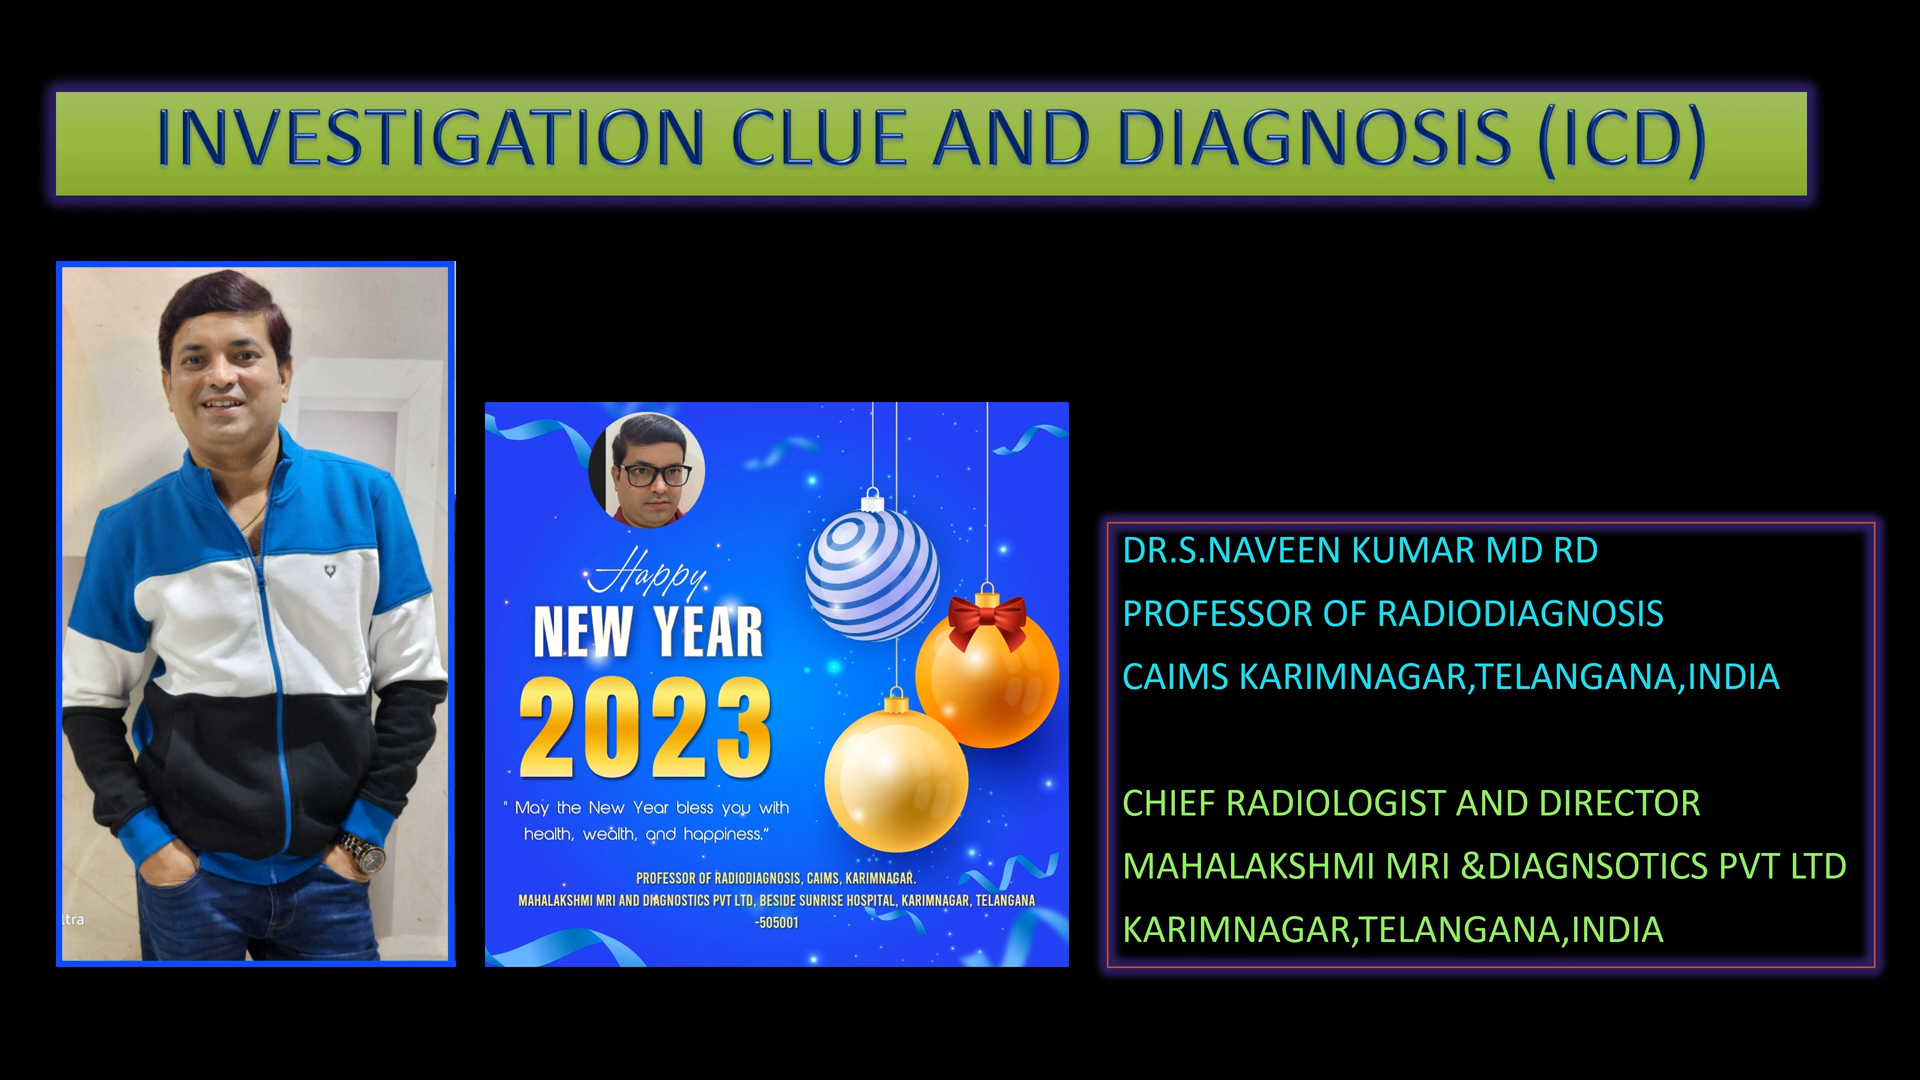 INVESTIGATION CLUE AND DIAGNOSIS (ICD)
tra
Happy
NEW YEAR
2023
" May the New Year bless you with
health, wealth, and happiness.“
PROFESSOR OF RADIODIAGNOSIS, CAIMS, KARIMNAGAR.
MAHALAKSHMI MRI AND DIAGNOSTICS PVT LTD, BESIDE SUNRISE HOSPITAL, KARIMNAGAR, TELANGANA
-505001
DR.S.NAVEEN KUMAR MD RD
PROFESSOR OF RADIODIAGNOSIS
CAIMS KARIMNAGAR,TELANGANA,INDIA
CHIEF RADIOLOGIST AND DIRECTOR
MAHALAKSHMI MRI &DIAGNSOTICS PVT LTD
KARIMNAGAR,TELANGANA,INDIA